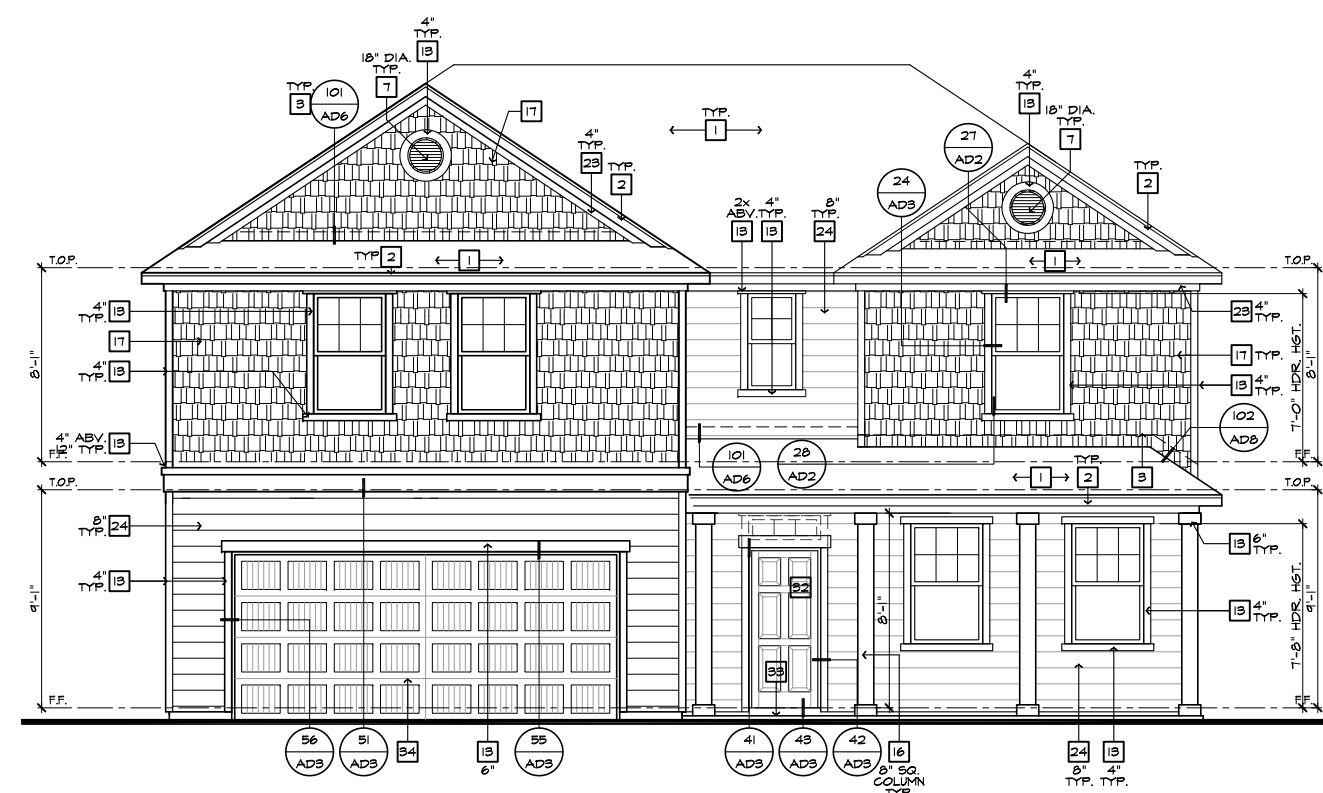 4"
TYP.
13
18" DIA.
TYP.
7
TYP.
3
101
AD6
17
4"
23
TYP.
2
TYP.
1
27
AD2
4"
TYP.
13
18" DIA.
TYP.
7
TYP.
2
24
AD3
2x
ABV.
13
4"
TYP.
13
8"
TYP.
24
TYP
2
1
1
T.O.P.
T.O.P.
4"
TYP.
13
17
4"
TYP.
13
8'-1"
23
4"
TYP.
17
TYP.
13
4"
TYP.
7'-0" HDR. HGT.
8'-1"
102
AD8
4" ABV.
12" TYP.
13
F.F.
F.F.
101
AD6
28
AD2
1
TYP.
2
3
T.O.P.
T.O.P.
8"
TYP.
24
4"
TYP.
13
9'-1"
32
33
8'-1"
13
6"
TYP.
13
4"
TYP.
7'-8" HDR. HGT.
9'-1"
F.F.
F.F.
56
AD3
51
AD3
34
13
6"
55
AD3
41
AD3
43
AD3
42
AD3
16
8" SQ.
COLUMN
TYP.
24
8"
TYP.
13
4"
TYP.